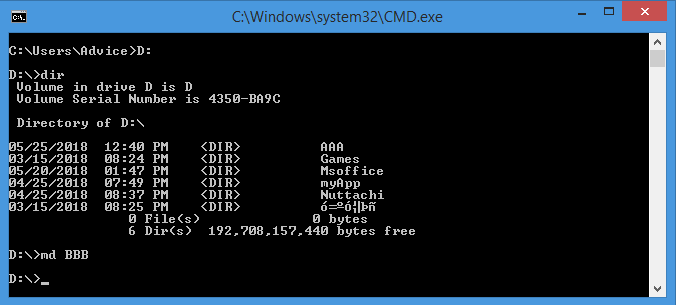 C:\Windows\system32\CMD.exe
C:\Users\Advice>D:
D:\>dir
Volume in drive D is D
Volume Serial Number is 4350-BA9C
Directory of D:\
05/25/2018  12:40 PM    <DIR>          AAA
03/15/2018  08:24 PM    <DIR>          Games
05/20/2018  01:47 PM    <DIR>          Msoffice
04/25/2018  07:49 PM    <DIR>          myApp
04/25/2018  08:37 PM    <DIR>          Nuttachi
03/15/2018  08:25 PM    <DIR>
0 File(s)              0 bytes
6 Dir(s)  192,708,157,440 bytes free
D:\>md BBB
D:\>_